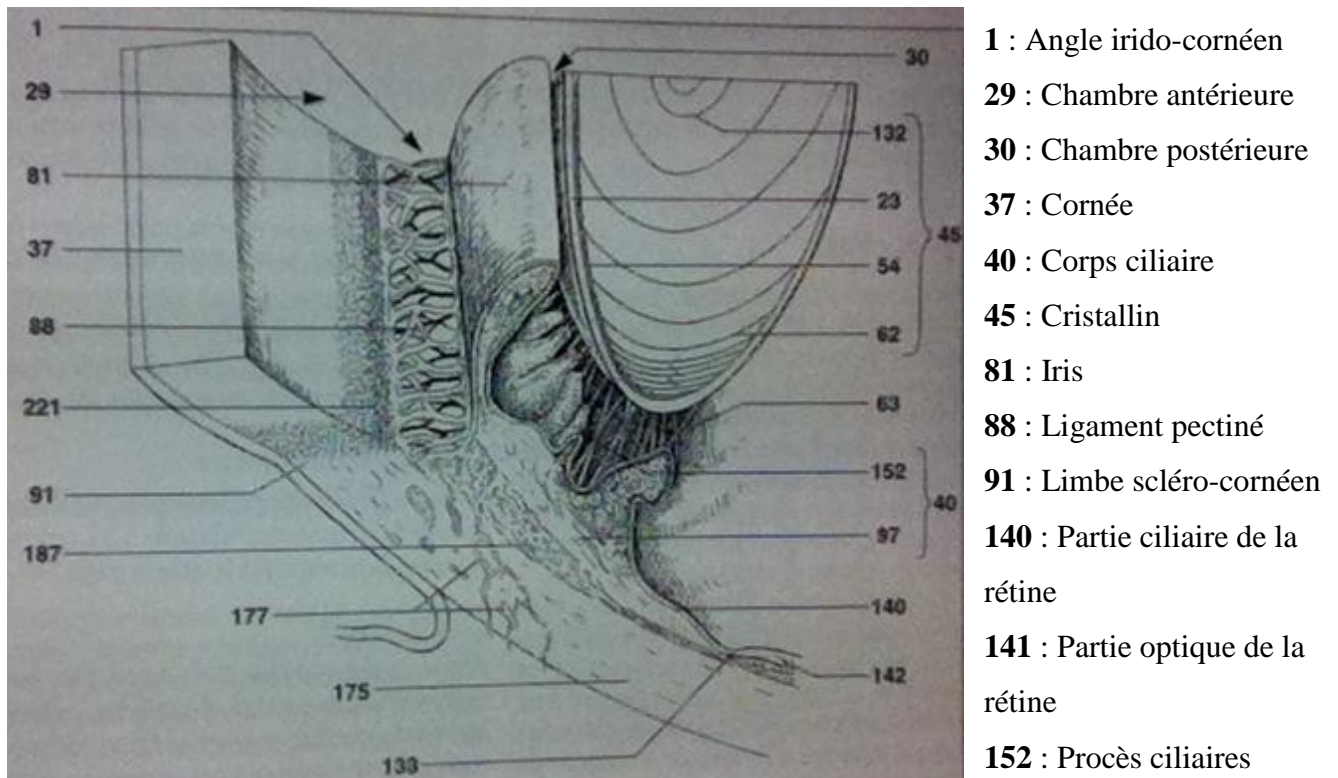 1
29
81
37
88
221
91
187
177
175
133
30
132
23
45
54
62
63
152
40
97
140
142
1 : Angle irido-cornéen
29 : Chambre antérieure
30 : Chambre postérieure
37 : Cornée
40 : Corps ciliaire
45 : Cristallin
81 : Iris
88 : Ligament pectiné
91 : Limbe scléro-cornéen
140 : Partie ciliaire de la
rétine
141 : Partie optique de la
rétine
152 : Procès ciliaires